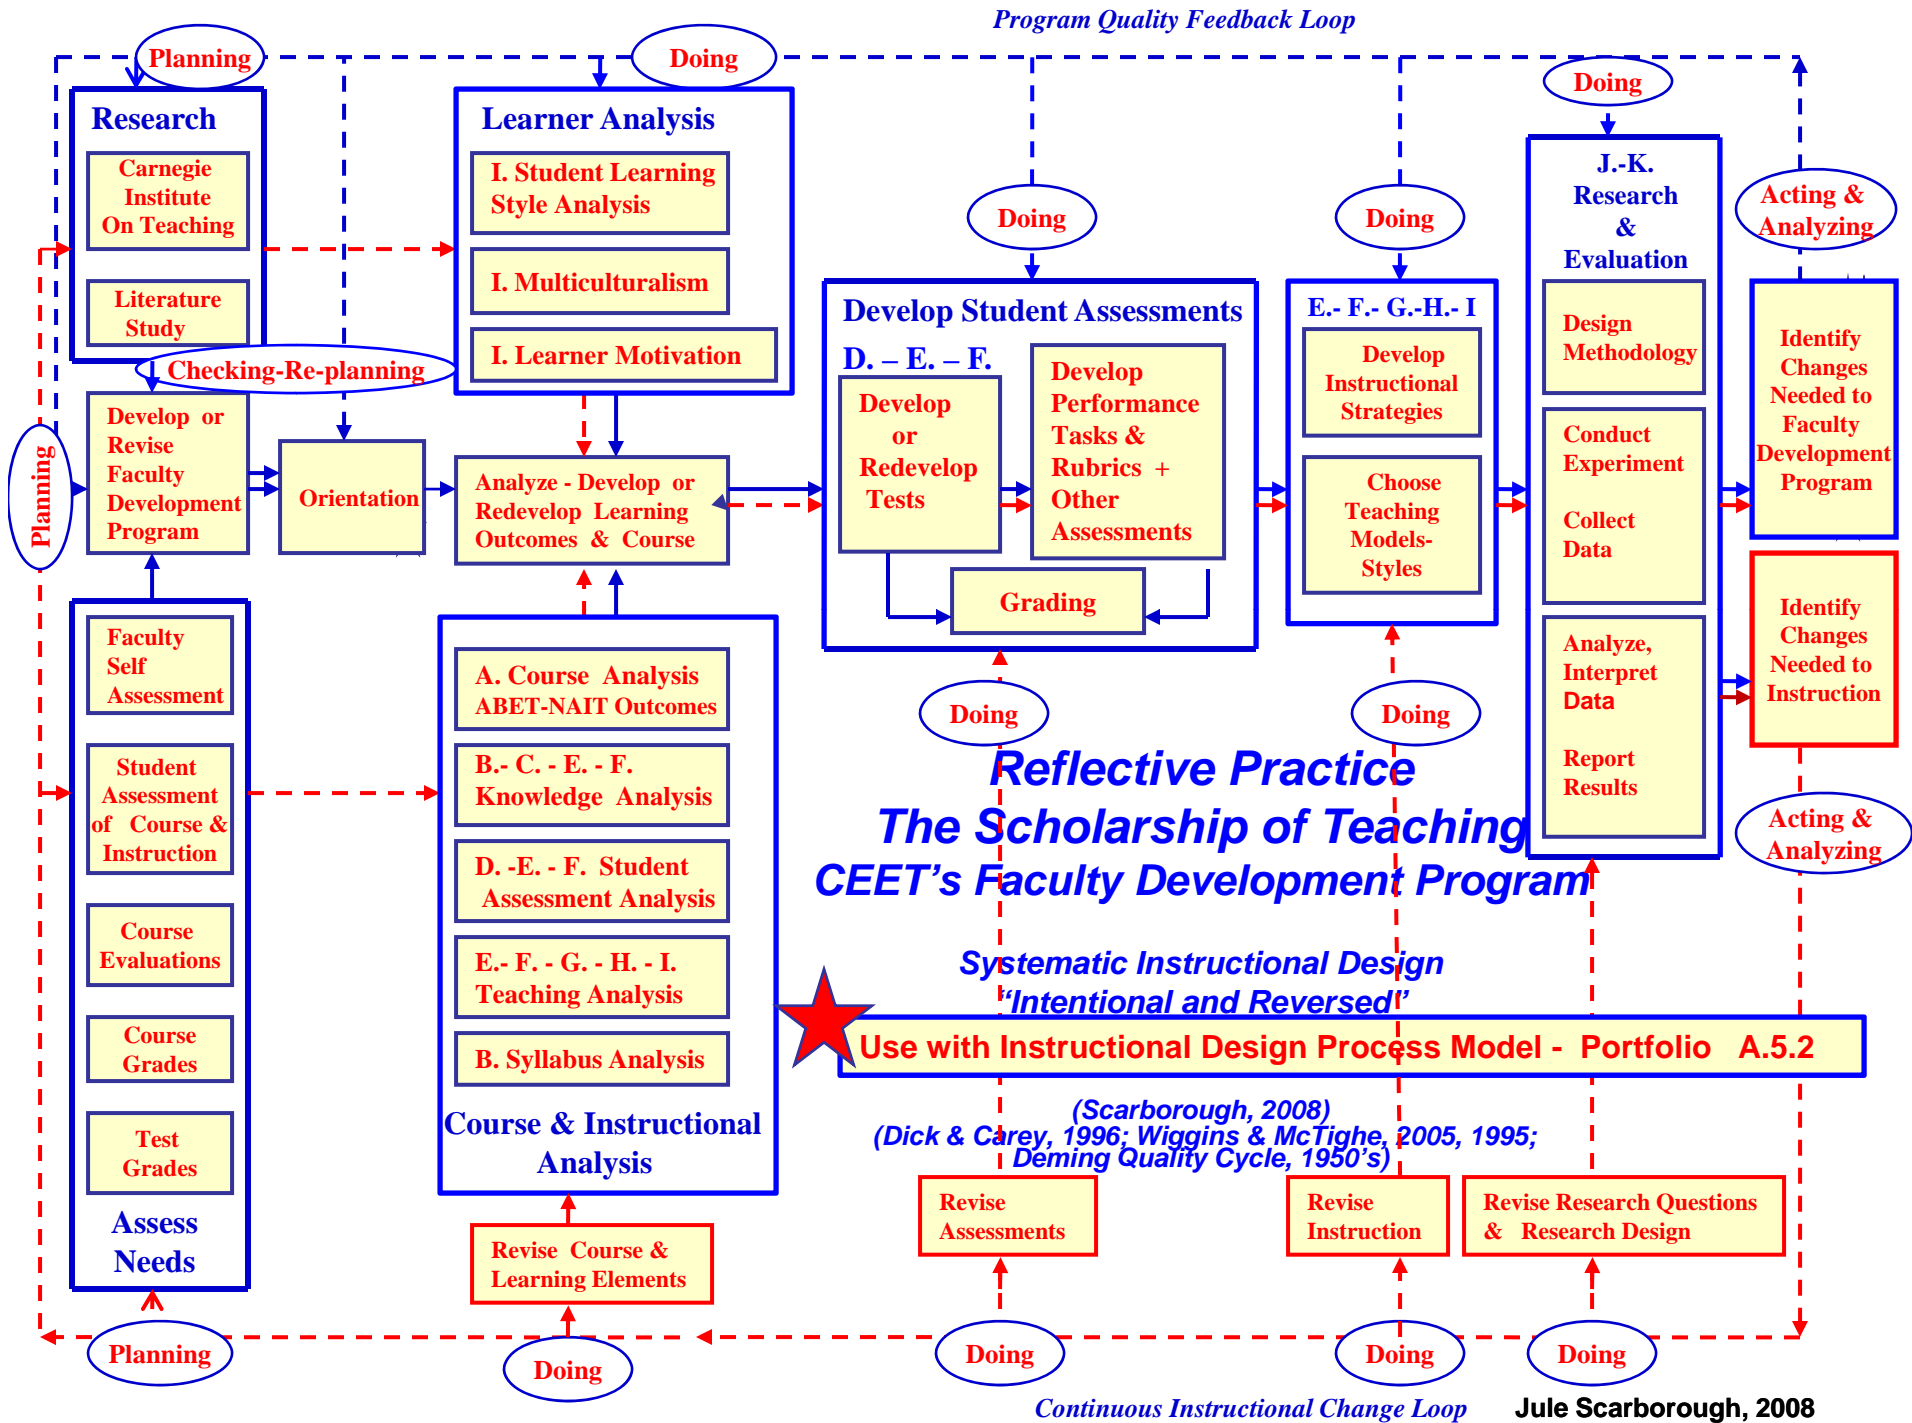 Program Quality Feedback Loop
Planning
Doing
Doing
Research
Carnegie
Institute
On Teaching
Literature
Study
Checking-Re-planning
Learner Analysis
I. Student Learning
Style Analysis
I. Multiculturalism
I. Learner Motivation
Doing
Doing
J.-K.
Research
&
Evaluation
Design
Methodology
Conduct
Experiment
Collect
Data
Analyze,
Interpret
Data
Report
Results
Acting &
Analyzing
Identify
Changes
Needed to
Faculty
Development
Program
Identify
Changes
Needed to
Instruction
Acting &
Analyzing
Planning
Develop or
Revise
Faculty
Development
Program
Orientation
Analyze - Develop or
Redevelop Learning
Outcomes & Course
Develop Student Assessments
D. – E. – F.
Develop
or
Redevelop
Tests
Develop
Performance
Tasks &
Rubrics +
Other
Assessments
Grading
E.- F.- G.-H.- I
Develop
Instructional
Strategies
Choose
Teaching
Models-
Styles
Faculty
Self
Assessment
Student
Assessment
of Course &
Instruction
Course
Evaluations
Course
Grades
Test
Grades
Assess
Needs
A. Course Analysis
ABET-NAIT Outcomes
B.- C. - E. - F.
Knowledge Analysis
D. -E. - F. Student
Assessment Analysis
E.- F. - G. - H. - I.
Teaching Analysis
B. Syllabus Analysis
Course & Instructional
Analysis
Doing
Doing
Reflective Practice
The Scholarship of Teaching
CEET's Faculty Development Program
Systematic Instructional Design
“Intentional and Reversed”
Use with Instructional Design Process Model - Portfolio A.5.2
(Scarborough, 2008)
(Dick & Carey, 1996; Wiggins & McTighe, 2005, 1995;
Deming Quality Cycle, 1950's)
Revise Course &
Learning Elements
Revise
Assessments
Revise
Instruction
Revise Research Questions
& Research Design
Planning
Doing
Doing
Doing
Doing
Continuous Instructional Change Loop
Jule Scarborough, 2008